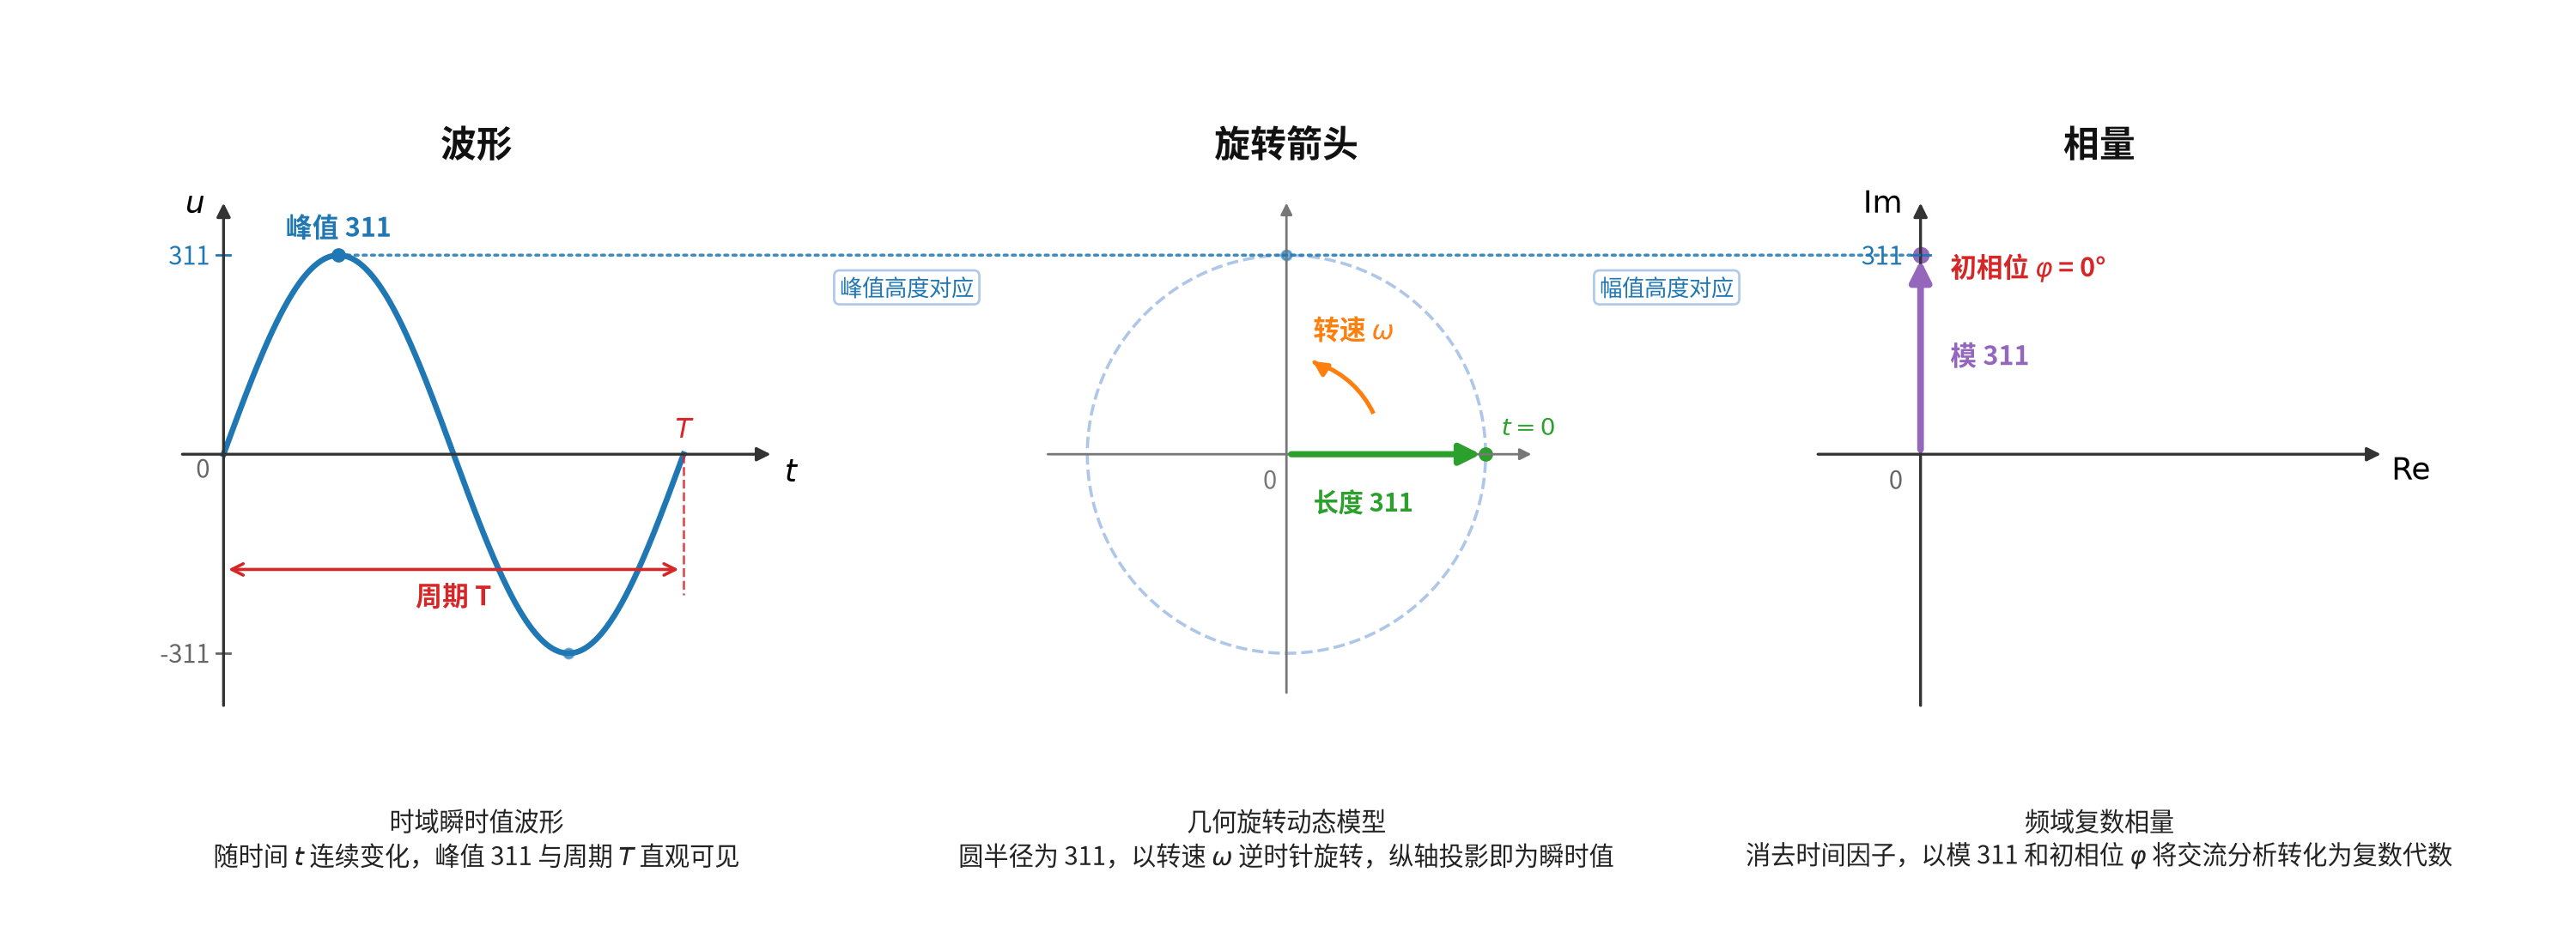 波形
旋转箭头
相量
u
峰值 311
311
0
-311
T
t
周期 T
峰值高度对应
转速 ω
t = 0
0
长度 311
幅值高度对应
Im
311
初相位 φ = 0°
模 311
0
Re
时域瞬时值波形
随时间 t 连续变化，峰值 311 与周期 T 直观可见
几何旋转动态模型
圆半径为 311，以转速 ω 逆时针旋转，纵轴投影即为瞬时值
频域复数相量
消去时间因子，以模 311 和初相位 φ 将交流分析转化为复数代数